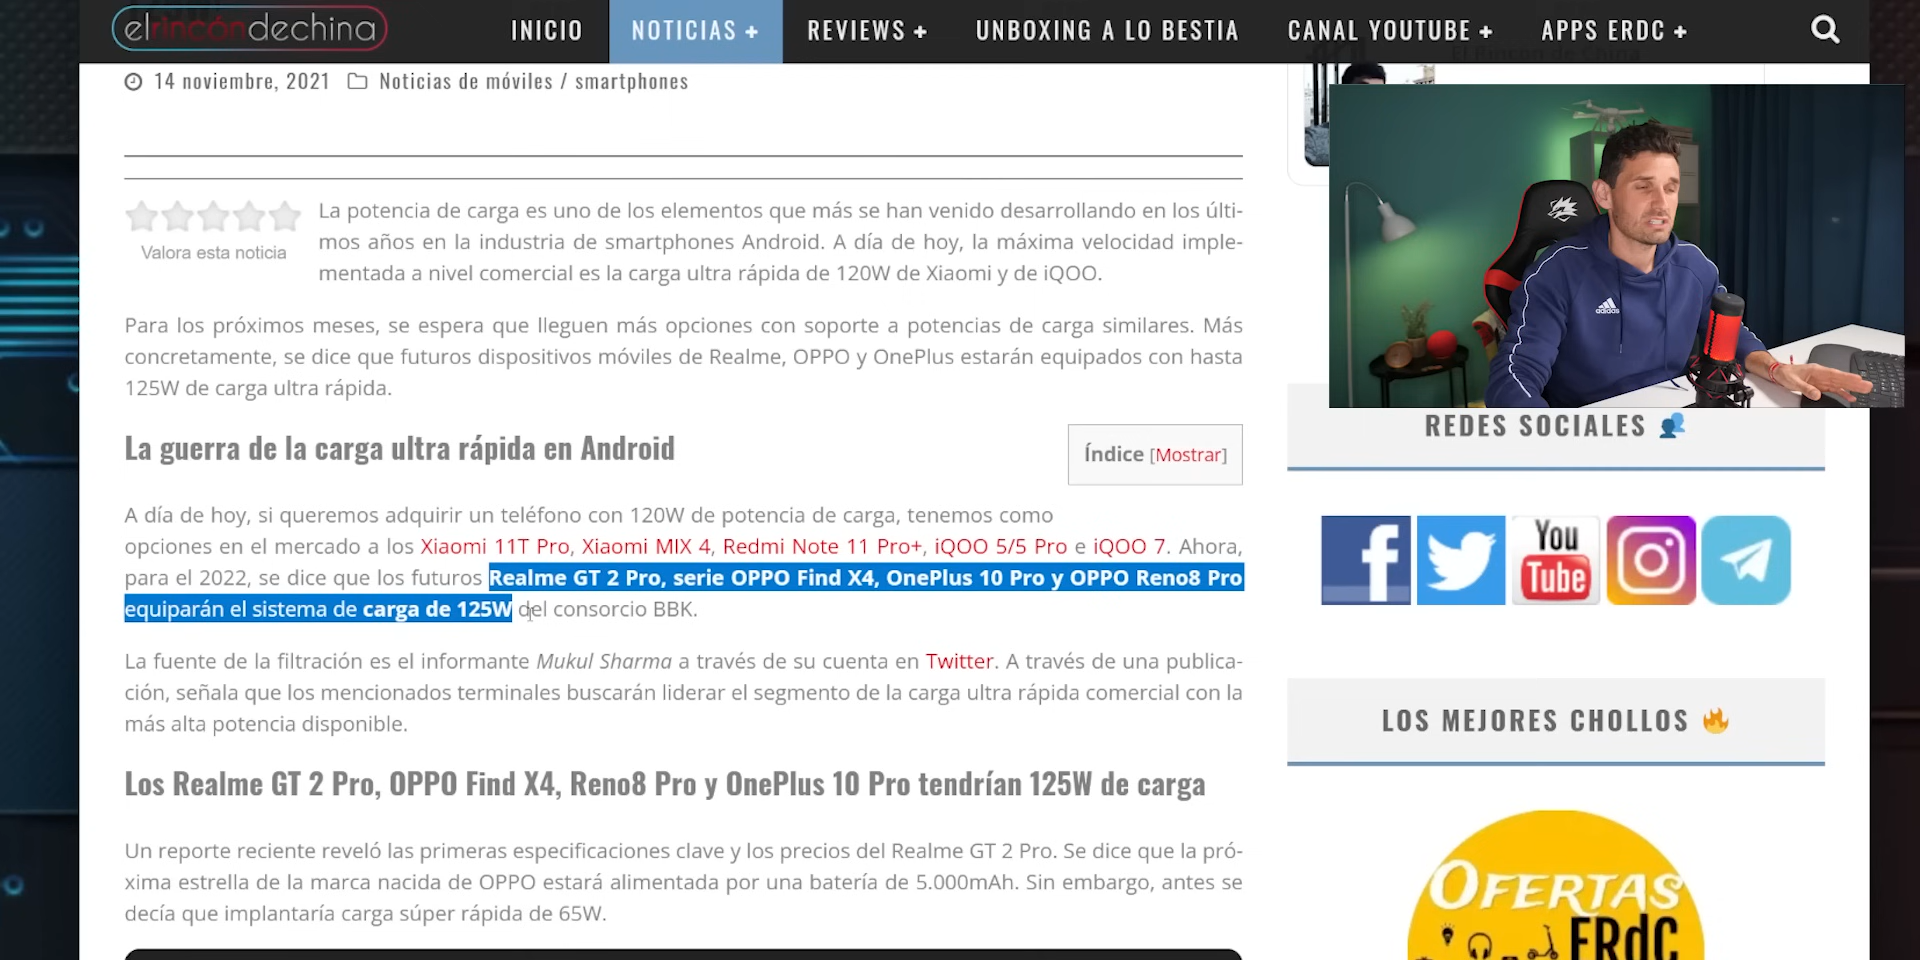 elrincóndechina
INICIO
NOTICIAS +
REVIEWS +
UNBOXING A LO BESTIA
CANAL YOUTUBE +
APPS ERDC +
14 noviembre, 2021
Noticias de móviles / smartphones
Valora esta noticia
La potencia de carga es uno de los elementos que más se han venido desarrollando en los últi-
mos años en la industria de smartphones Android. A día de hoy, la máxima velocidad imple-
mentada a nivel comercial es la carga ultra rápida de 120W de Xiaomi y de iQOO.
Para los próximos meses, se espera que lleguen más opciones con soporte a potencias de carga similares. Más
concretamente, se dice que futuros dispositivos móviles de Realme, OPPO y OnePlus estarán equipados con hasta
125W de carga ultra rápida.
La guerra de la carga ultra rápida en Android
Índice [Mostrar]
A día de hoy, si queremos adquirir un teléfono con 120W de potencia de carga, tenemos como
opciones en el mercado a los Xiaomi 11T Pro, Xiaomi MIX 4, Redmi Note 11 Pro+, iQOO 5/5 Pro e iQOO 7. Ahora,
para el 2022, se dice que los futuros Realme GT 2 Pro, serie OPPO Find X4, OnePlus 10 Pro y OPPO Reno8 Pro
equiparán el sistema de carga de 125W del consorcio BBK.
La fuente de la filtración es el informante Mukul Sharma a través de su cuenta en Twitter. A través de una publica-
ción, señala que los mencionados terminales buscarán liderar el segmento de la carga ultra rápida comercial con la
más alta potencia disponible.
Los Realme GT 2 Pro, OPPO Find X4, Reno8 Pro y OnePlus 10 Pro tendrían 125W de carga
Un reporte reciente reveló las primeras especificaciones clave y los precios del Realme GT 2 Pro. Se dice que la pró-
xima estrella de la marca nacida de OPPO estará alimentada por una batería de 5.000mAh. Sin embargo, antes se
decía que implantaría carga súper rápida de 65W.
El Rincón de China
adidas
REDES SOCIALES
You
Tube
LOS MEJORES CHOLLOS
OFERTAS
ERdC